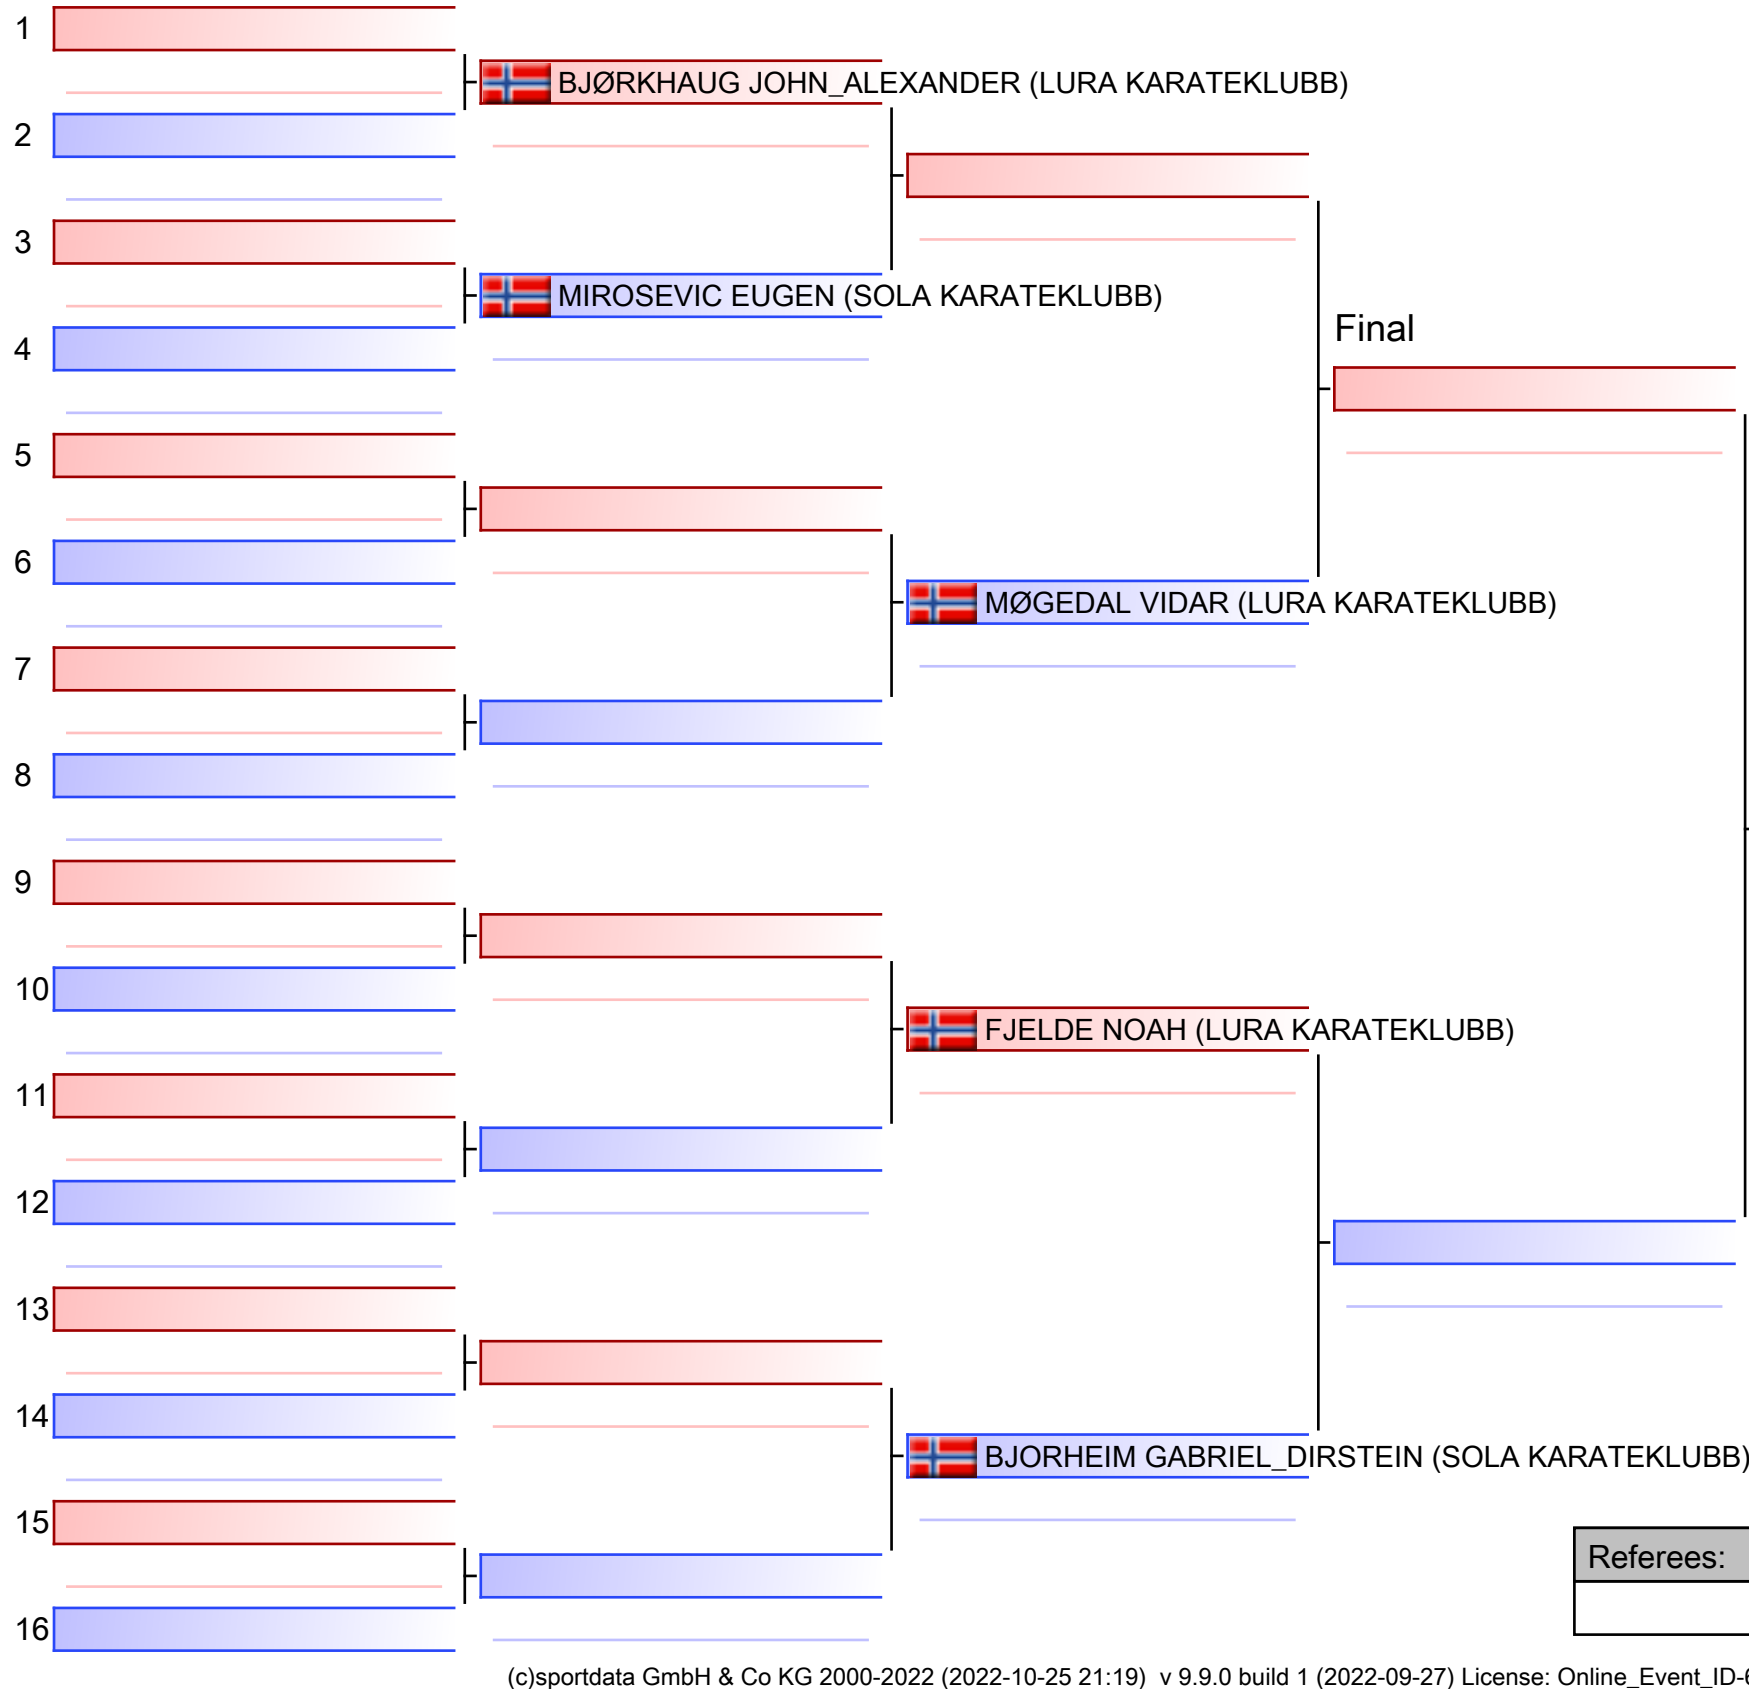 1
BJØRKHAUG JOHN_ALEXANDER (LURA KARATEKLUBB)
2
3
MIROSEVIC EUGEN (SOLA KARATEKLUBB)
Final
4
5
6
MØGEDAL VIDAR (LURA KARATEKLUBB)
7
8
9
10
FJELDE NOAH (LURA KARATEKLUBB)
11
12
13
14
BJORHEIM GABRIEL_DIRSTEIN (SOLA KARATEKLUBB)
15
Referees:
16
(c)sportdata GmbH & Co KG 2000-2022 (2022-10-25 21:19) v 9.9.0 build 1 (2022-09-27) License: Online_Event_ID-